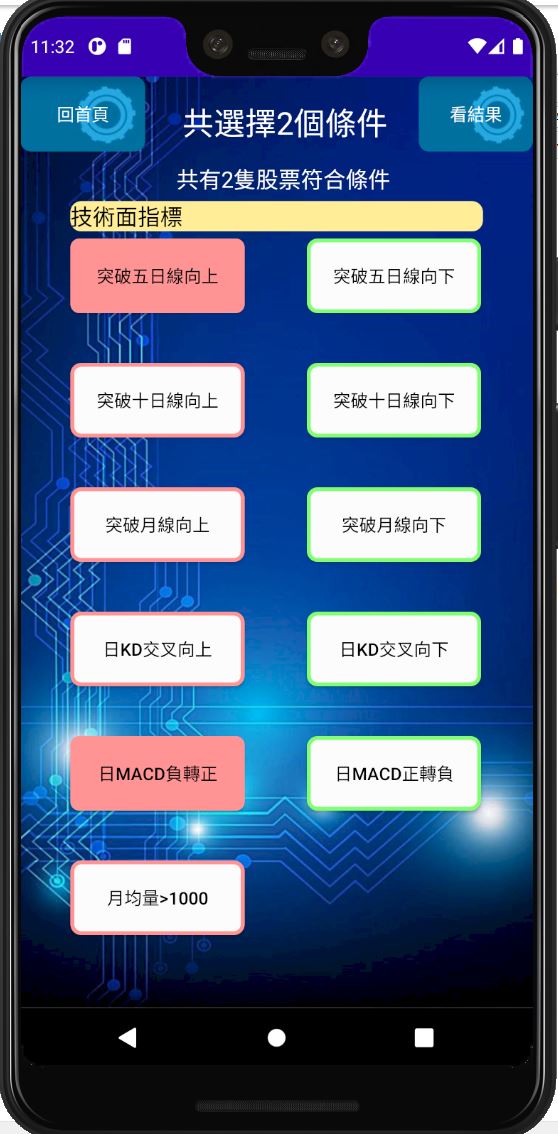 11:32
回首頁
共選擇2個條件
看結果
共有2隻股票符合條件
技術面指標
突破五日線向上
突破五日線向下
突破十日線向上
突破十日線向下
突破月線向上
突破月線向下
日KD交叉向上
日KD交叉向下
日MACD負轉正
日MACD正轉負
月均量>1000